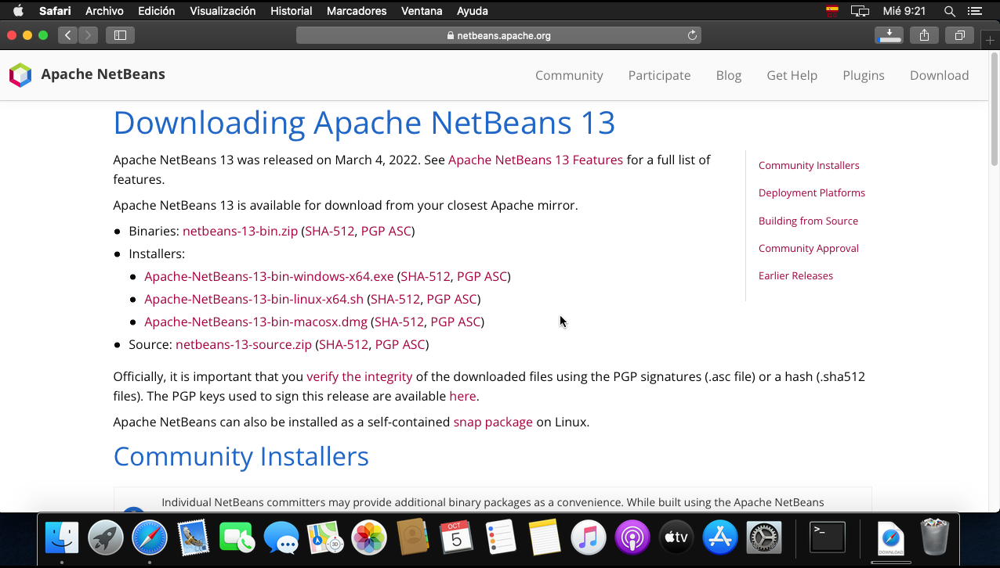 Safari Archivo Edición Visualización Historial Marcadores Ventana Ayuda Mié 9:21
netbeans.apache.org
Apache NetBeans Community Participate Blog Get Help Plugins Download
Downloading Apache NetBeans 13
Apache NetBeans 13 was released on March 4, 2022. See Apache NetBeans 13 Features for a full list of
features.
Apache NetBeans 13 is available for download from your closest Apache mirror.
• Binaries: netbeans-13-bin.zip (SHA-512, PGP ASC)
• Installers:
• Apache-NetBeans-13-bin-windows-x64.exe (SHA-512, PGP ASC)
• Apache-NetBeans-13-bin-linux-x64.sh (SHA-512, PGP ASC)
• Apache-NetBeans-13-bin-macosx.dmg (SHA-512, PGP ASC)
• Source: netbeans-13-source.zip (SHA-512, PGP ASC)
Community Installers
Deployment Platforms
Building from Source
Community Approval
Earlier Releases
Officially, it is important that you verify the integrity of the downloaded files using the PGP signatures (.asc file) or a hash (.sha512
files). The PGP keys used to sign this release are available here.
Apache NetBeans can also be installed as a self-contained snap package on Linux.
Community Installers
Individual NetBeans committers may provide additional binary packages as a convenience. While built using the Apache NetBeans
OCT
5
3D
tv
>_
DOWNLOAD